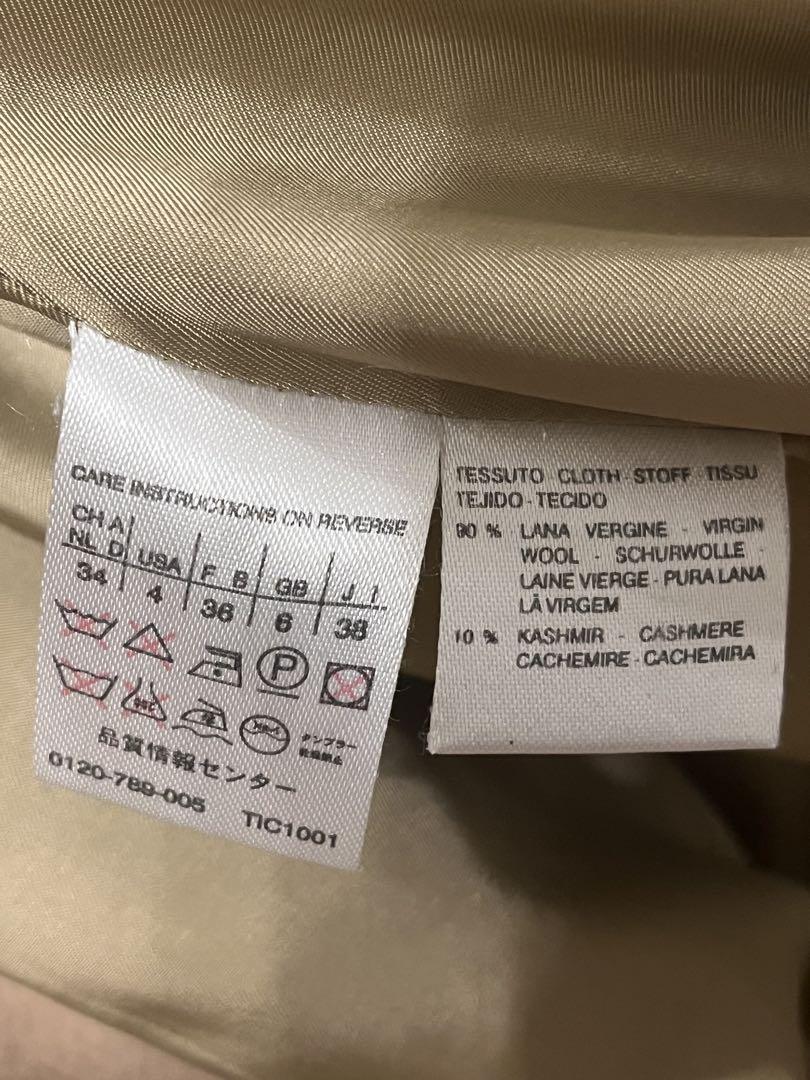 CARE INSTRUCTIONS ON REVERSE
CH A
NL D USA F B GB J I
34 4 36 6 38
P
品質情報センター
0120-789-005 TIC1001
TESSUTO - CLOTH - STOFF - TISSU
TEJIDO - TECIDO
90 % LANA VERGINE - VIRGIN
WOOL - SCHURWOLLE -
LAINE VIERGE - PURA LANA
LÀ VIRGEM
10 % KASHMIR - CASHMERE
CACHEMIRE - CACHEMIRA